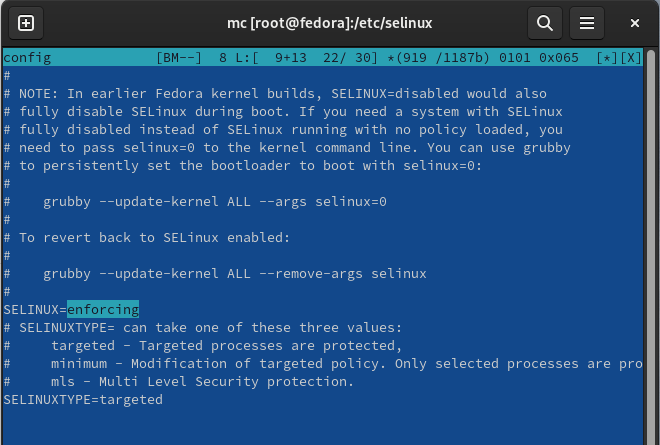 mc [root@fedora]:/etc/selinux
config [BM--] 8 L:[ 9+13 22/ 30] *(919 /1187b) 0101 0x065 [*][X]
#
# NOTE: In earlier Fedora kernel builds, SELINUX=disabled would also
# fully disable SELinux during boot. If you need a system with SELinux
# fully disabled instead of SELinux running with no policy loaded, you
# need to pass selinux=0 to the kernel command line. You can use grubby
# to persistently set the bootloader to boot with selinux=0:
#
#    grubby --update-kernel ALL --args selinux=0
#
# To revert back to SELinux enabled:
#
#    grubby --update-kernel ALL --remove-args selinux
#
SELINUX=enforcing
# SELINUXTYPE= can take one of these three values:
#     targeted - Targeted processes are protected,
#     minimum - Modification of targeted policy. Only selected processes are pro
#     mls - Multi Level Security protection.
SELINUXTYPE=targeted